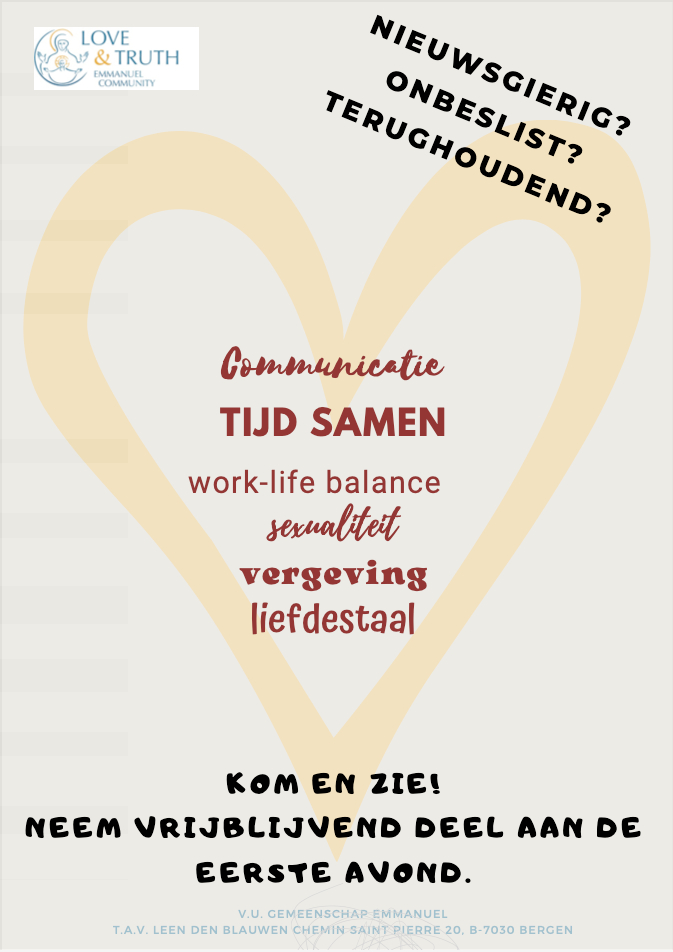 LOVE
& TRUTH
EMMANUEL
COMMUNITY
NIEUWSGIERIG?
ONBESLIST?
TERUGHOUDEND?
Communicatie
TIJD SAMEN
work-life balance
sexualiteit
vergeving
liefdestaal
KOM EN ZIE!
NEEM VRIJBLIJVEND DEEL AAN DE
EERSTE AVOND.
V.U. GEMEENSCHAP EMMANUEL
T.A.V. LEEN DEN BLAUWEN CHEMIN SAINT PIERRE 20, B-7030 BERGEN